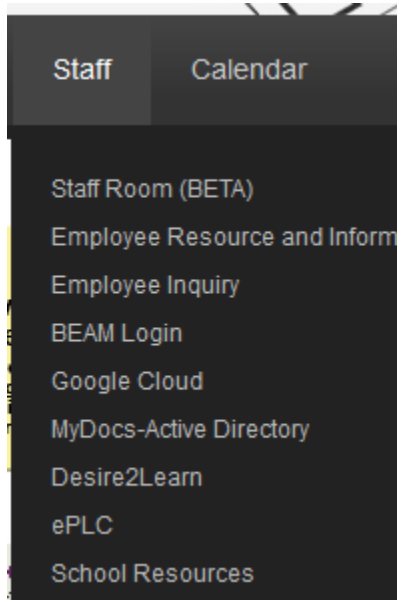 Staff Calendar
Staff Room (BETA)
Employee Resource and Inform
Employee Inquiry
BEAM Login
Google Cloud
MyDocs-Active Directory
Desire2Learn
ePLC
School Resources